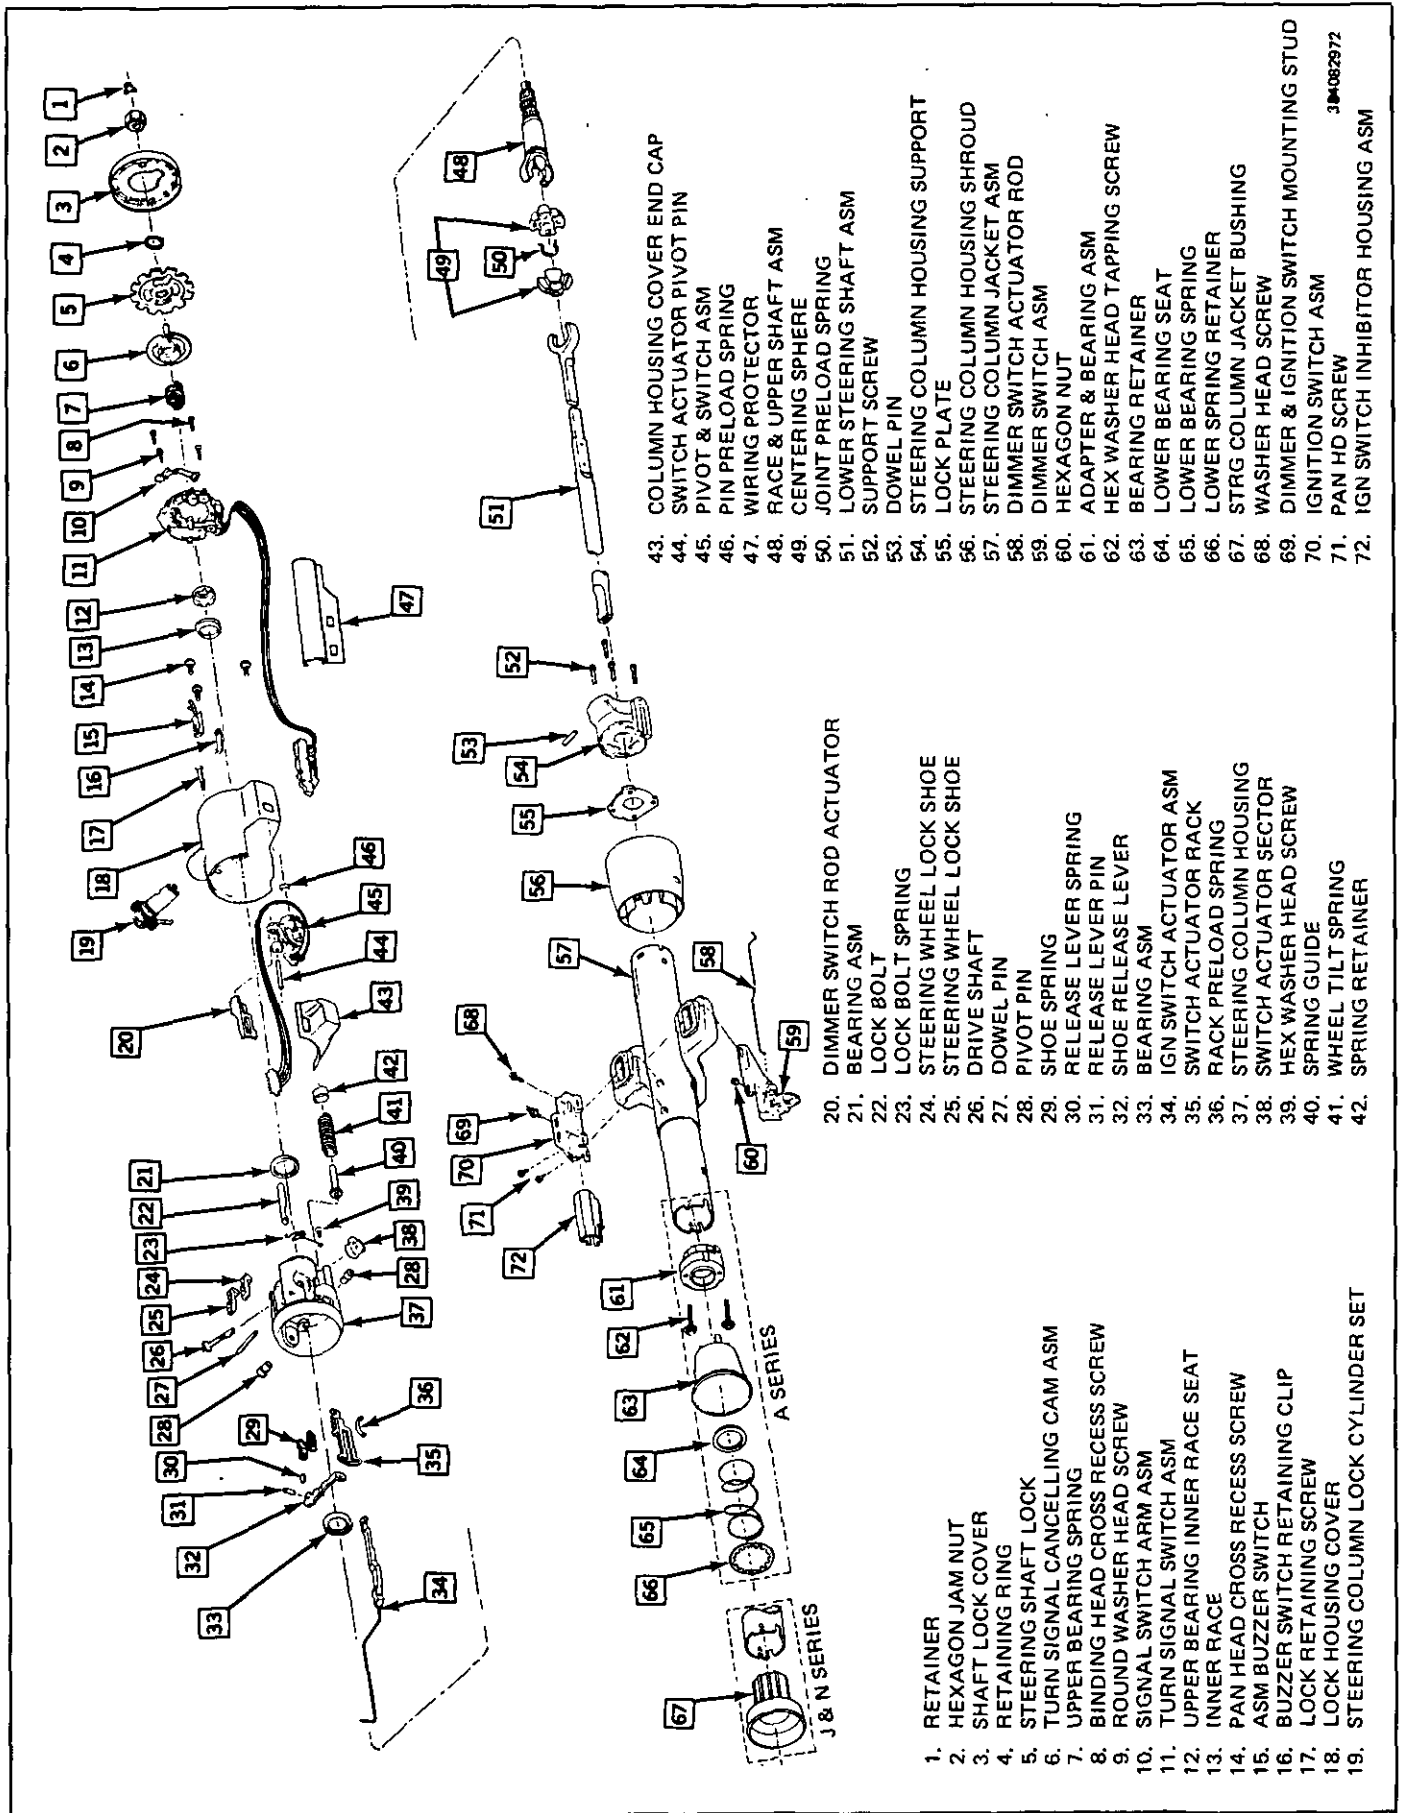 1
2
3
4
5
6
7
8
9
10
11
12
13
14
15
16
17
18
19
20
21
22
23
24
25
26
27
28
29
30
31
32
33
34
35
36
37
28
38
39
40
41
42
43
44
45
46
47
48
49
50
51
52
53
54
55
56
57
58
59
60
61
62
63
64
65
66
67
68
69
70
71
72
A SERIES
J & N SERIES
1. RETAINER
2. HEXAGON JAM NUT
3. SHAFT LOCK COVER
4. RETAINING RING
5. STEERING SHAFT LOCK
6. TURN SIGNAL CANCELLING CAM ASM
7. UPPER BEARING SPRING
8. BINDING HEAD CROSS RECESS SCREW
9. ROUND WASHER HEAD SCREW
10. SIGNAL SWITCH ARM ASM
11. TURN SIGNAL SWITCH ASM
12. UPPER BEARING INNER RACE SEAT
13. INNER RACE
14. PAN HEAD CROSS RECESS SCREW
15. ASM BUZZER SWITCH
16. BUZZER SWITCH RETAINING CLIP
17. LOCK RETAINING SCREW
18. LOCK HOUSING COVER
19. STEERING COLUMN LOCK CYLINDER SET
20. DIMMER SWITCH ROD ACTUATOR
21. BEARING ASM
22. LOCK BOLT
23. LOCK BOLT SPRING
24. STEERING WHEEL LOCK SHOE
25. STEERING WHEEL LOCK SHOE
26. DRIVE SHAFT
27. DOWEL PIN
28. PIVOT PIN
29. SHOE SPRING
30. RELEASE LEVER SPRING
31. RELEASE LEVER PIN
32. SHOE RELEASE LEVER
33. BEARING ASM
34. IGN SWITCH ACTUATOR ASM
35. SWITCH ACTUATOR RACK
36. RACK PRELOAD SPRING
37. STEERING COLUMN HOUSING
38. SWITCH ACTUATOR SECTOR
39. HEX WASHER HEAD SCREW
40. SPRING GUIDE
41. WHEEL TILT SPRING
42. SPRING RETAINER
43. COLUMN HOUSING COVER END CAP
44. SWITCH ACTUATOR PIVOT PIN
45. PIVOT & SWITCH ASM
46. PIN PRELOAD SPRING
47. WIRING PROTECTOR
48. RACE & UPPER SHAFT ASM
49. CENTERING SPHERE
50. JOINT PRELOAD SPRING
51. LOWER STEERING SHAFT ASM
52. SUPPORT SCREW
53. DOWEL PIN
54. STEERING COLUMN HOUSING SUPPORT
55. LOCK PLATE
56. STEERING COLUMN HOUSING SHROUD
57. STEERING COLUMN JACKET ASM
58. DIMMER SWITCH ACTUATOR ROD
59. DIMMER SWITCH ASM
60. HEXAGON NUT
61. ADAPTER & BEARING ASM
62. HEX WASHER HEAD TAPPING SCREW
63. BEARING RETAINER
64. LOWER BEARING SEAT
65. LOWER BEARING SPRING
66. LOWER SPRING RETAINER
67. STRG COLUMN JACKET BUSHING
68. WASHER HEAD SCREW
69. DIMMER & IGNITION SWITCH MOUNTING STUD
70. IGNITION SWITCH ASM
71. PAN HD SCREW
72. IGN SWITCH INHIBITOR HOUSING ASM